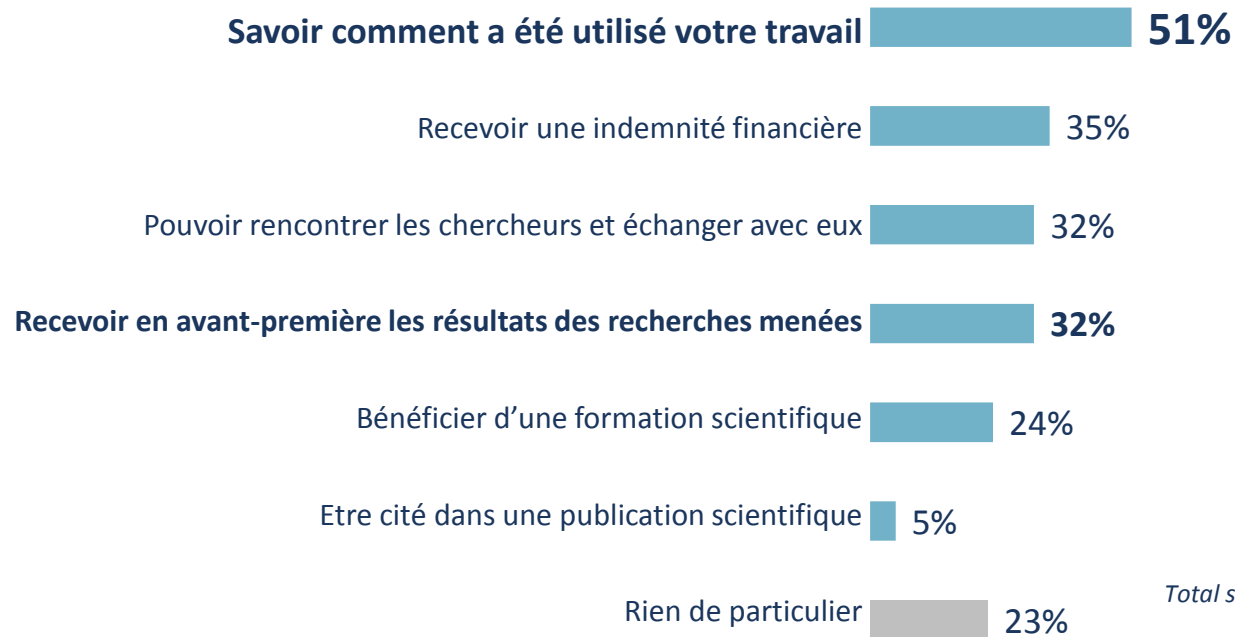 Savoir comment a été utilisé votre travail 51%
Recevoir une indemnité financière 35%
Pouvoir rencontrer les chercheurs et échanger avec eux 32%
Recevoir en avant-première les résultats des recherches menées 32%
Bénéficier d’une formation scientifique 24%
Etre cité dans une publication scientifique 5%
Total s
Rien de particulier 23%